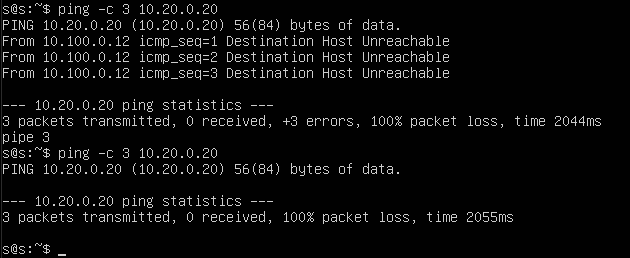 s@s:~$ ping -c 3 10.20.0.20
PING 10.20.0.20 (10.20.0.20) 56(84) bytes of data.
From 10.100.0.12 icmp_seq=1 Destination Host Unreachable
From 10.100.0.12 icmp_seq=2 Destination Host Unreachable
From 10.100.0.12 icmp_seq=3 Destination Host Unreachable
--- 10.20.0.20 ping statistics ---
3 packets transmitted, 0 received, +3 errors, 100% packet loss, time 2044ms
pipe 3
s@s:~$ ping -c 3 10.20.0.20
PING 10.20.0.20 (10.20.0.20) 56(84) bytes of data.
--- 10.20.0.20 ping statistics ---
3 packets transmitted, 0 received, 100% packet loss, time 2055ms
s@s:~$ _